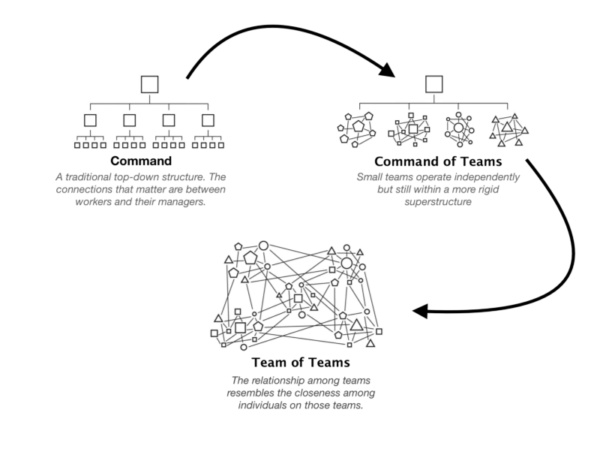 Command
A traditional top-down structure. The
connections that matter are between
workers and their managers.
Command of Teams
Small teams operate independently
but still within a more rigid
superstructure
Team of Teams
The relationship among teams
resembles the closeness among
individuals on those teams.